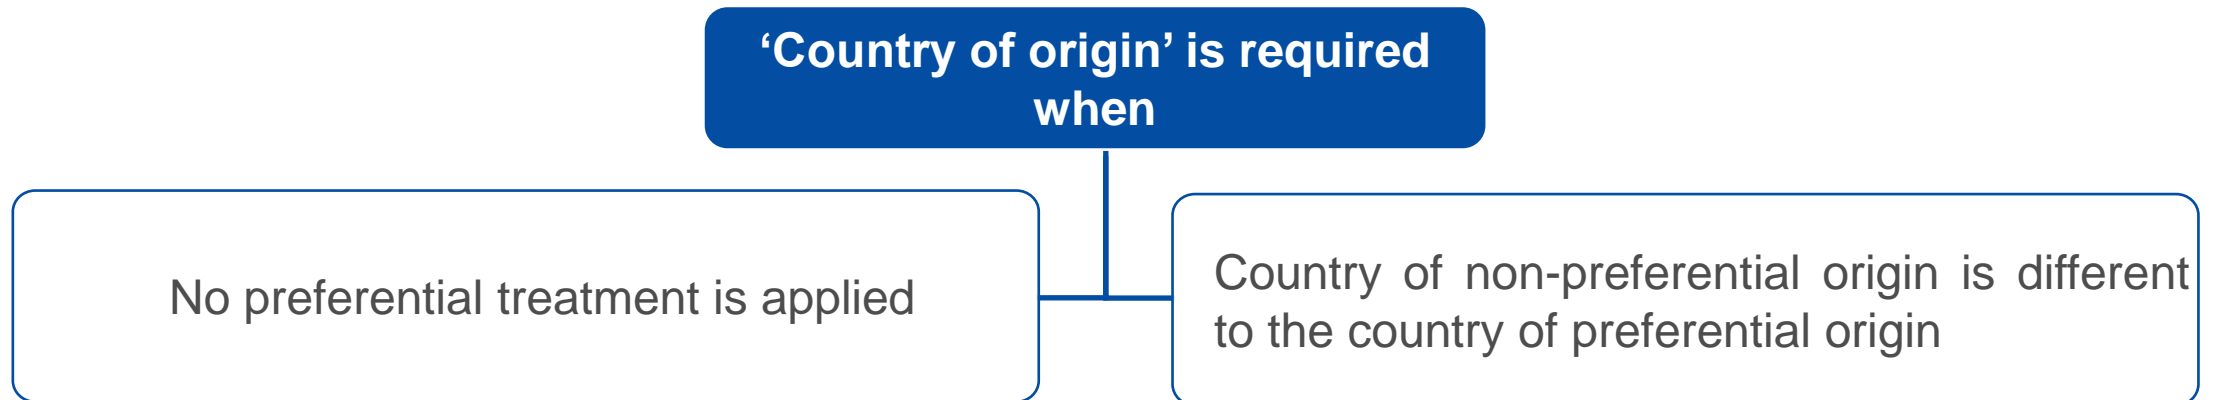 ‘Country of origin’ is required
when
No preferential treatment is applied
Country of non-preferential origin is different
to the country of preferential origin